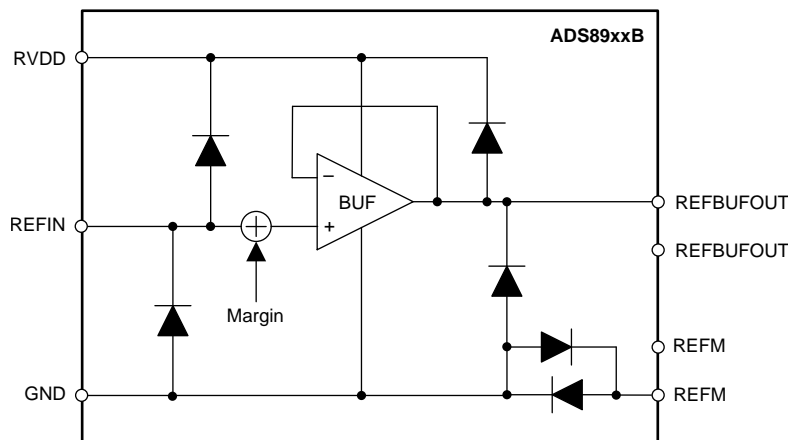 ADS89xxB
RVDD
−
BUF
+
REFIN
REFBUFOUT
REFBUFOUT
Margin
REFM
GND
REFM